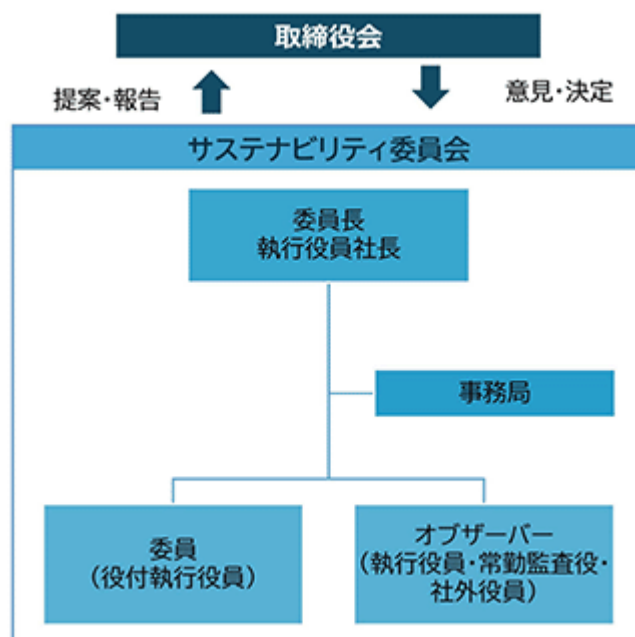 取締役会
提案・報告
意見・決定
サステナビリティ委員会
委員長
執行役員社長
事務局
委員
（役付執行役員）
オブザーバー
（執行役員・常勤監査役・
社外役員）